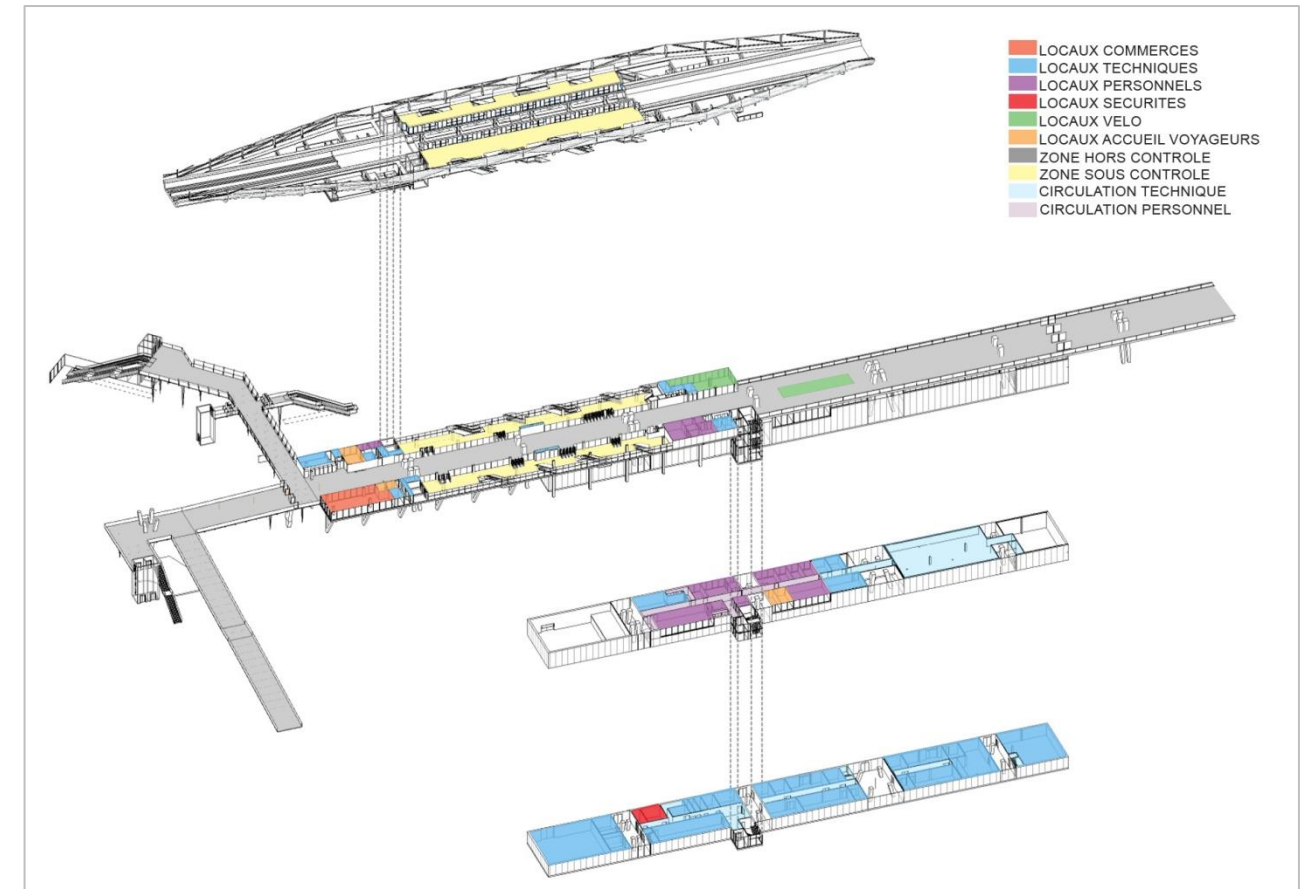 LOCAUX COMMERCES
LOCAUX TECHNIQUES
LOCAUX PERSONNELS
LOCAUX SECURITES
LOCAUX VELO
LOCAUX ACCUEIL VOYAGEURS
ZONE HORS CONTROLE
ZONE SOUS CONTROLE
CIRCULATION TECHNIQUE
CIRCULATION PERSONNEL